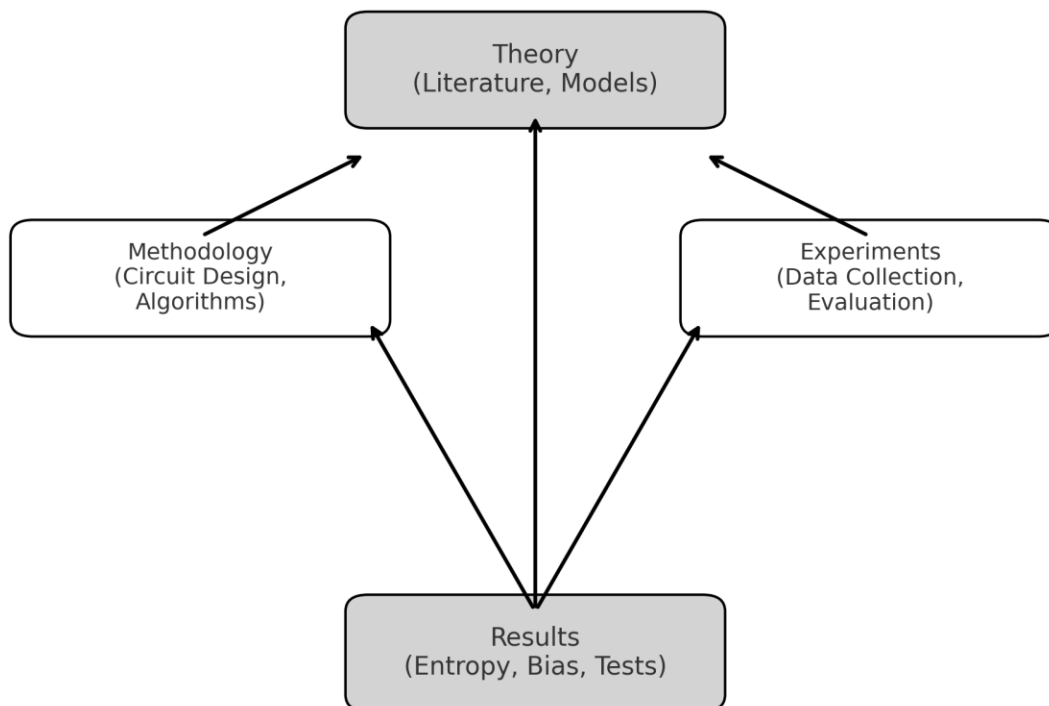 Theory
(Literature, Models)
Methodology
(Circuit Design,
Algorithms)
Experiments
(Data Collection,
Evaluation)
Results
(Entropy, Bias, Tests)